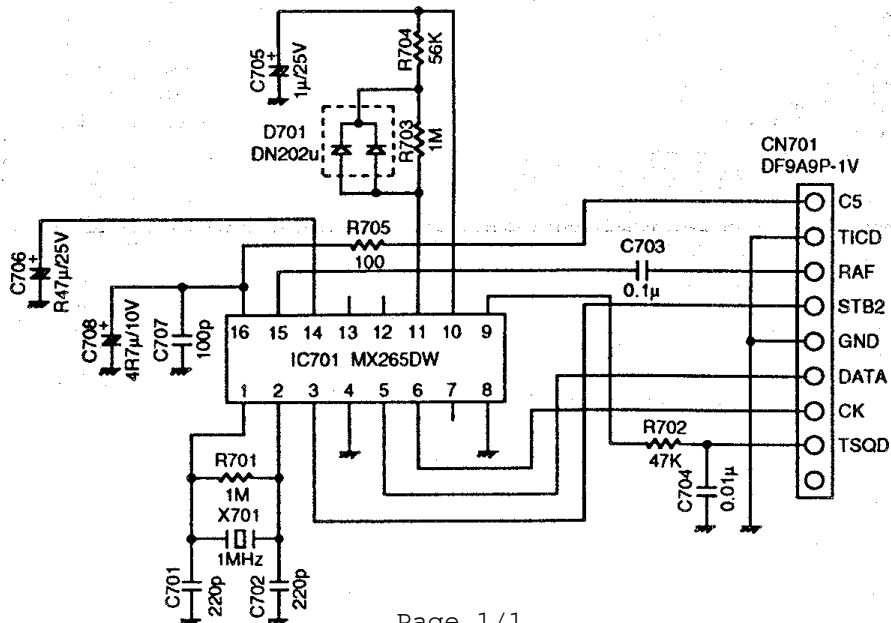 C705
+
1µ/25V
R704
56K
D701
DN202u
R703
1M
CN701
DF9A9P-1V
C5
TICD
RAF
STB2
GND
DATA
CK
TSQD
R705
100
C703
0.1µ
C706
+
R47µ/25V
C708
+
4R7µ/10V
C707
100p
16 15 14 13 12 11 10 9
IC701 MX265DW
1 2 3 4 5 6 7 8
R702
47K
C704
0.01µ
R701
1M
X701
1MHz
C701
220p
C702
220p
Page 1/1